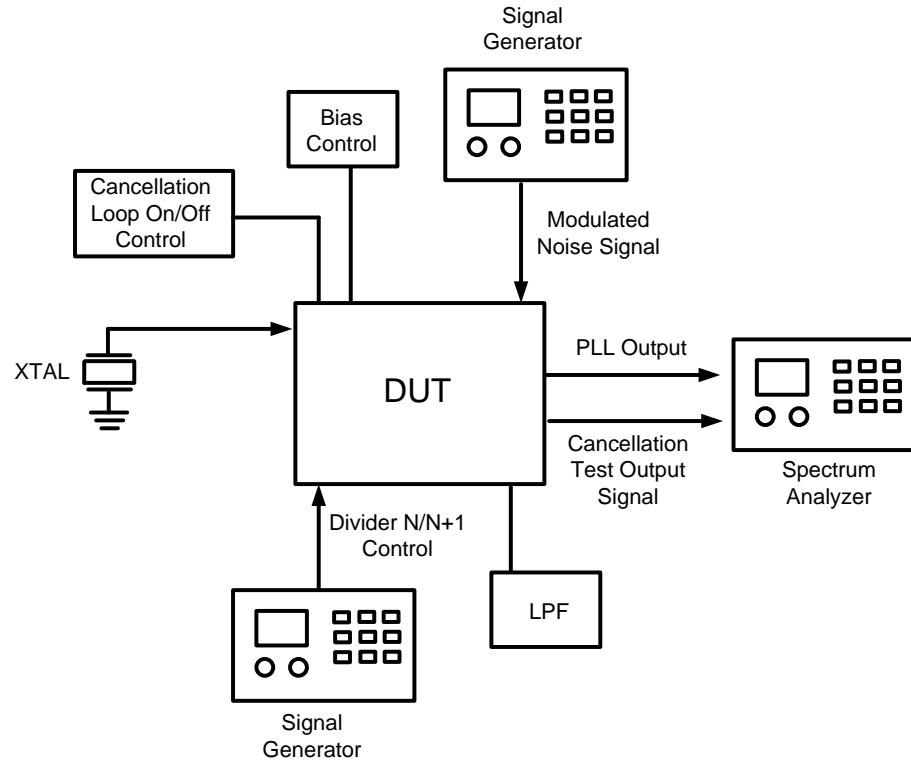 Signal
Generator
Bias
Control
Cancellation
Loop On/Off
Control
Modulated
Noise Signal
XTAL
DUT
PLL Output
Cancellation
Test Output
Signal
Spectrum
Analyzer
Divider N/N+1
Control
LPF
Signal
Generator